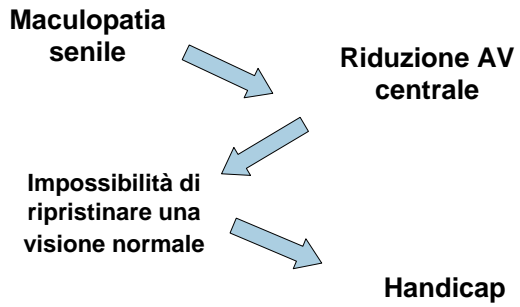 Maculopatia
senile
Riduzione AV
centrale
Impossibilità di
ripristinare una
visione normale
Handicap